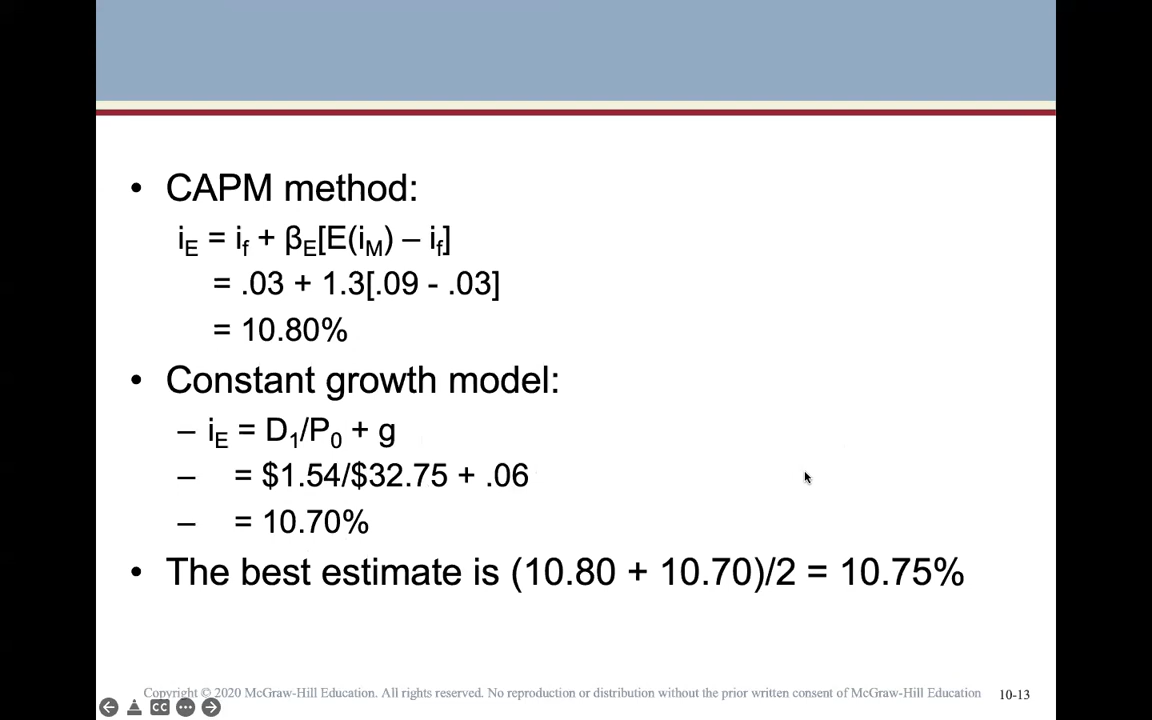 • CAPM method:
iE = if + βE[E(iM) – if]
= .03 + 1.3[.09 - .03]
= 10.80%
• Constant growth model:
– iE = D1/P0 + g
– = $1.54/$32.75 + .06
– = 10.70%
• The best estimate is (10.80 + 10.70)/2 = 10.75%
Copyright © 2020 McGraw-Hill Education. All rights reserved. No reproduction or distribution without the prior written consent of McGraw-Hill Education 10-13
CC